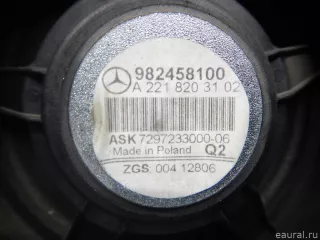 982458100
A 221 820 31 02
ASK 7297233000-06
Made in Poland Q2
ZGS. 004 12806
eaural.ru